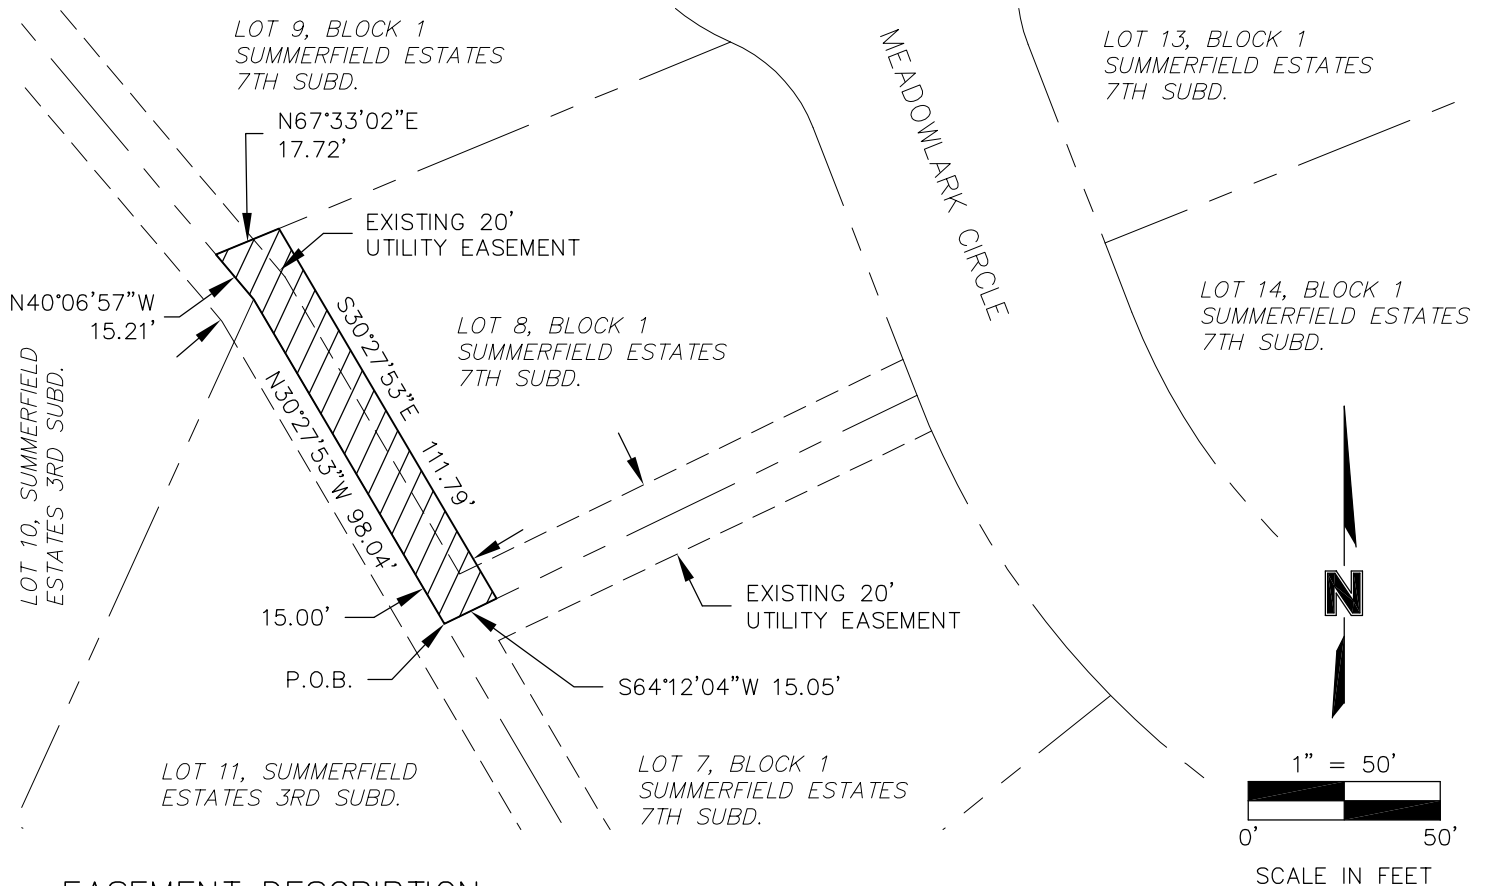 LOT 9, BLOCK 1
SUMMERFIELD ESTATES
7TH SUBD.
N67°33'02"E
17.72'
EXISTING 20'
UTILITY EASEMENT
MEADOWLARK CIRCLE
LOT 13, BLOCK 1
SUMMERFIELD ESTATES
7TH SUBD.
N40°06'57"W
15.21'
S30°27'53"E 111.79'
LOT 8, BLOCK 1
SUMMERFIELD ESTATES
7TH SUBD.
LOT 14, BLOCK 1
SUMMERFIELD ESTATES
7TH SUBD.
LOT 10, SUMMERFIELD
ESTATES 3RD SUBD.
N30°27'53"W 98.04'
15.00'
P.O.B.
S64°12'04"W 15.05'
EXISTING 20'
UTILITY EASEMENT
N
LOT 11, SUMMERFIELD
ESTATES 3RD SUBD.
LOT 7, BLOCK 1
SUMMERFIELD ESTATES
7TH SUBD.
1" = 50'
0' 50'
SCALE IN FEET
EASEMENT DESCRIPTION